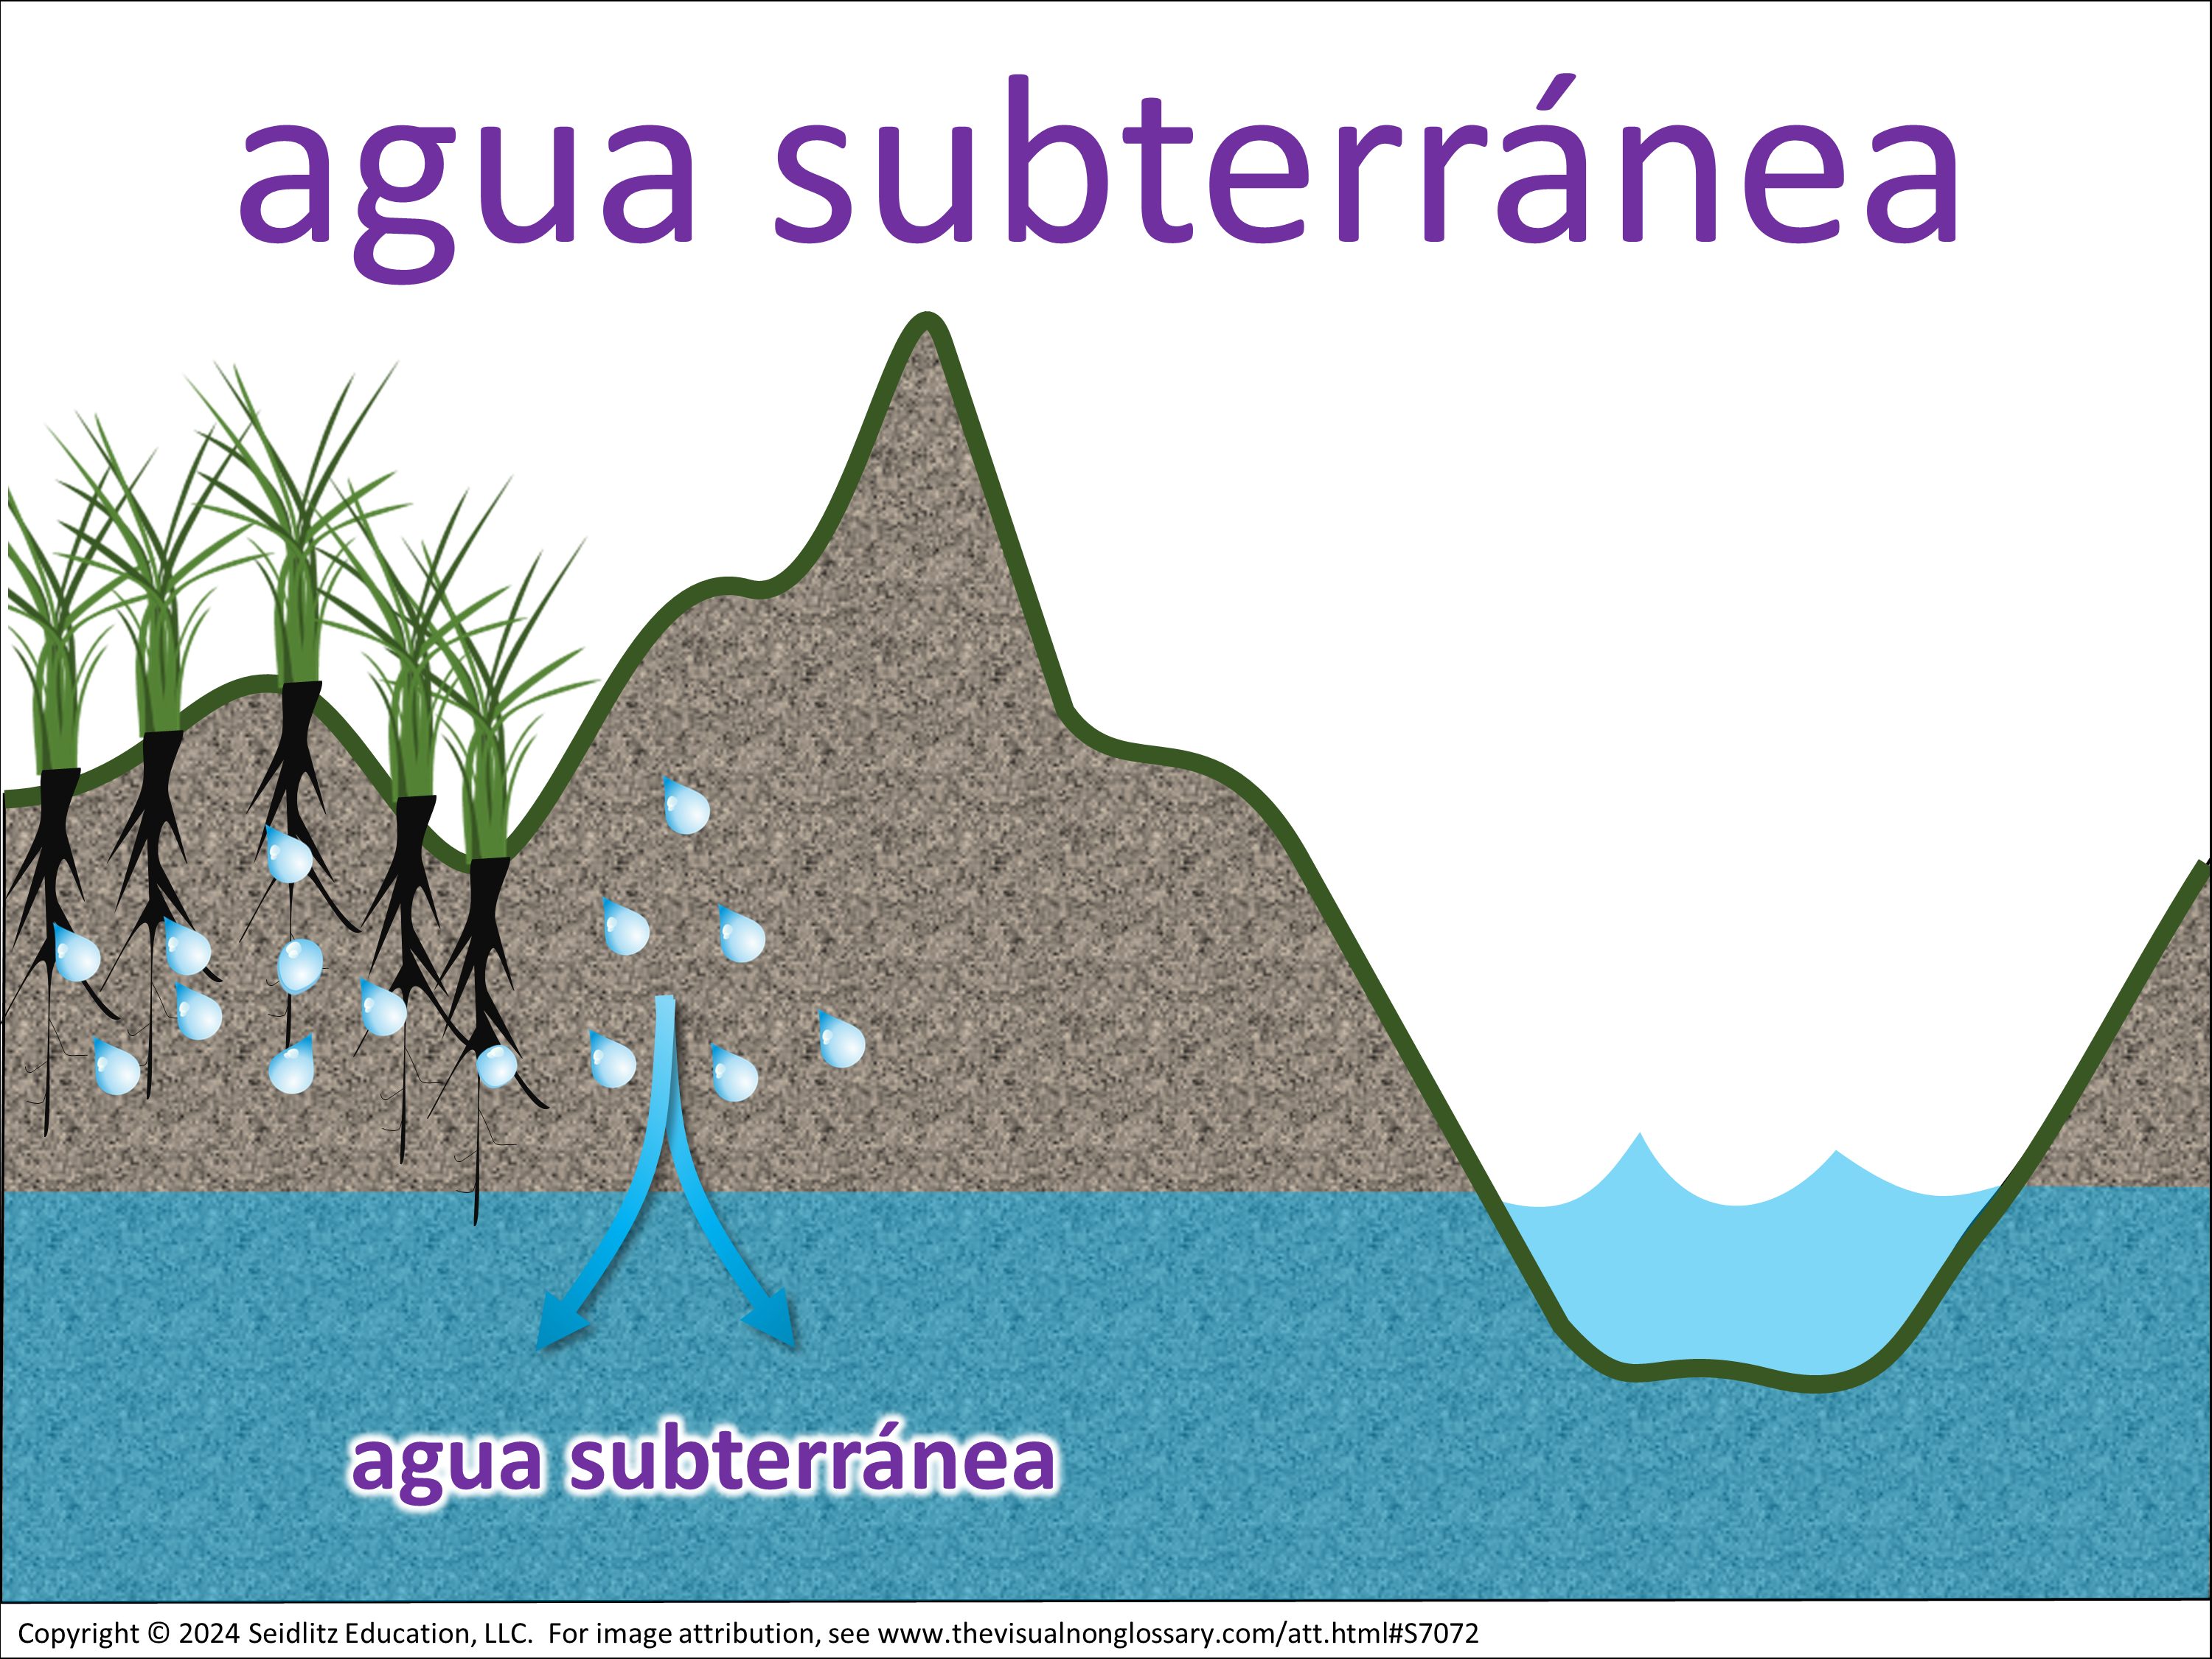 agua subterránea
agua subterránea
Copyright © 2024 Seidlitz Education, LLC.  For image attribution, see www.thevisualnonglossary.com/att.html#S7072